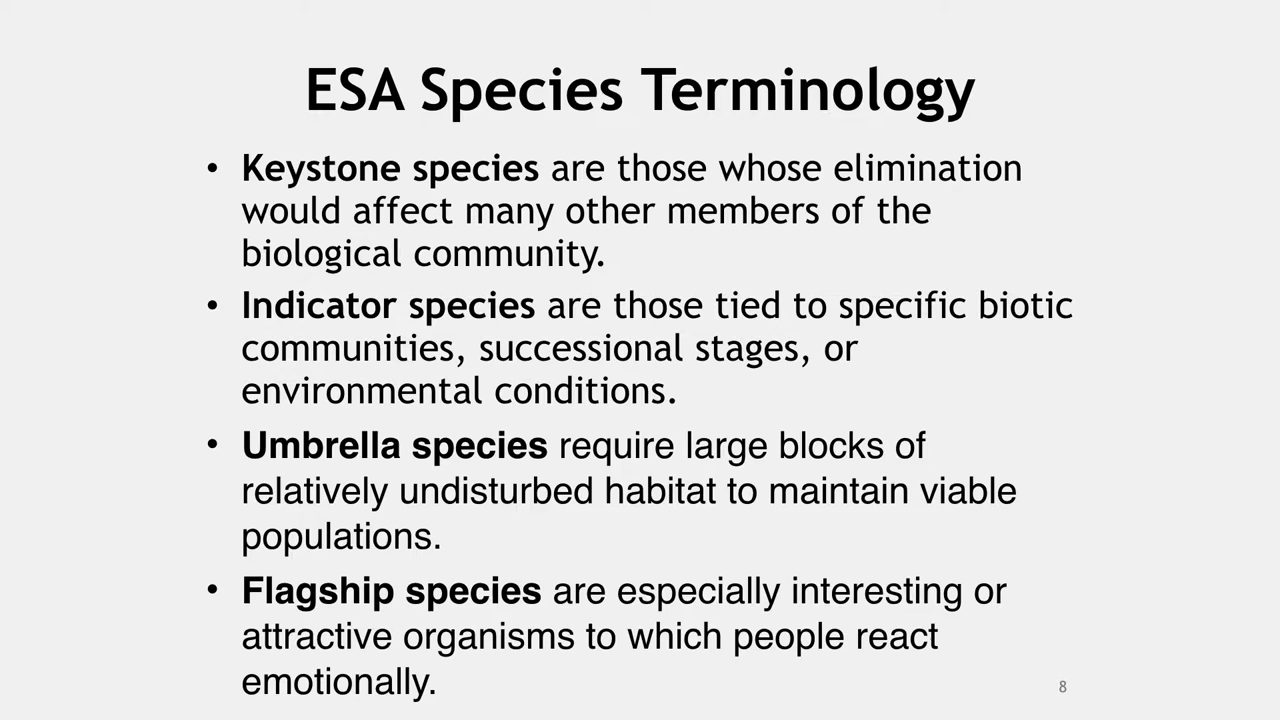 ESA Species Terminology
• Keystone species are those whose elimination
would affect many other members of the
biological community.
• Indicator species are those tied to specific biotic
communities, successional stages, or
environmental conditions.
• Umbrella species require large blocks of
relatively undisturbed habitat to maintain viable
populations.
• Flagship species are especially interesting or
attractive organisms to which people react
emotionally.
8